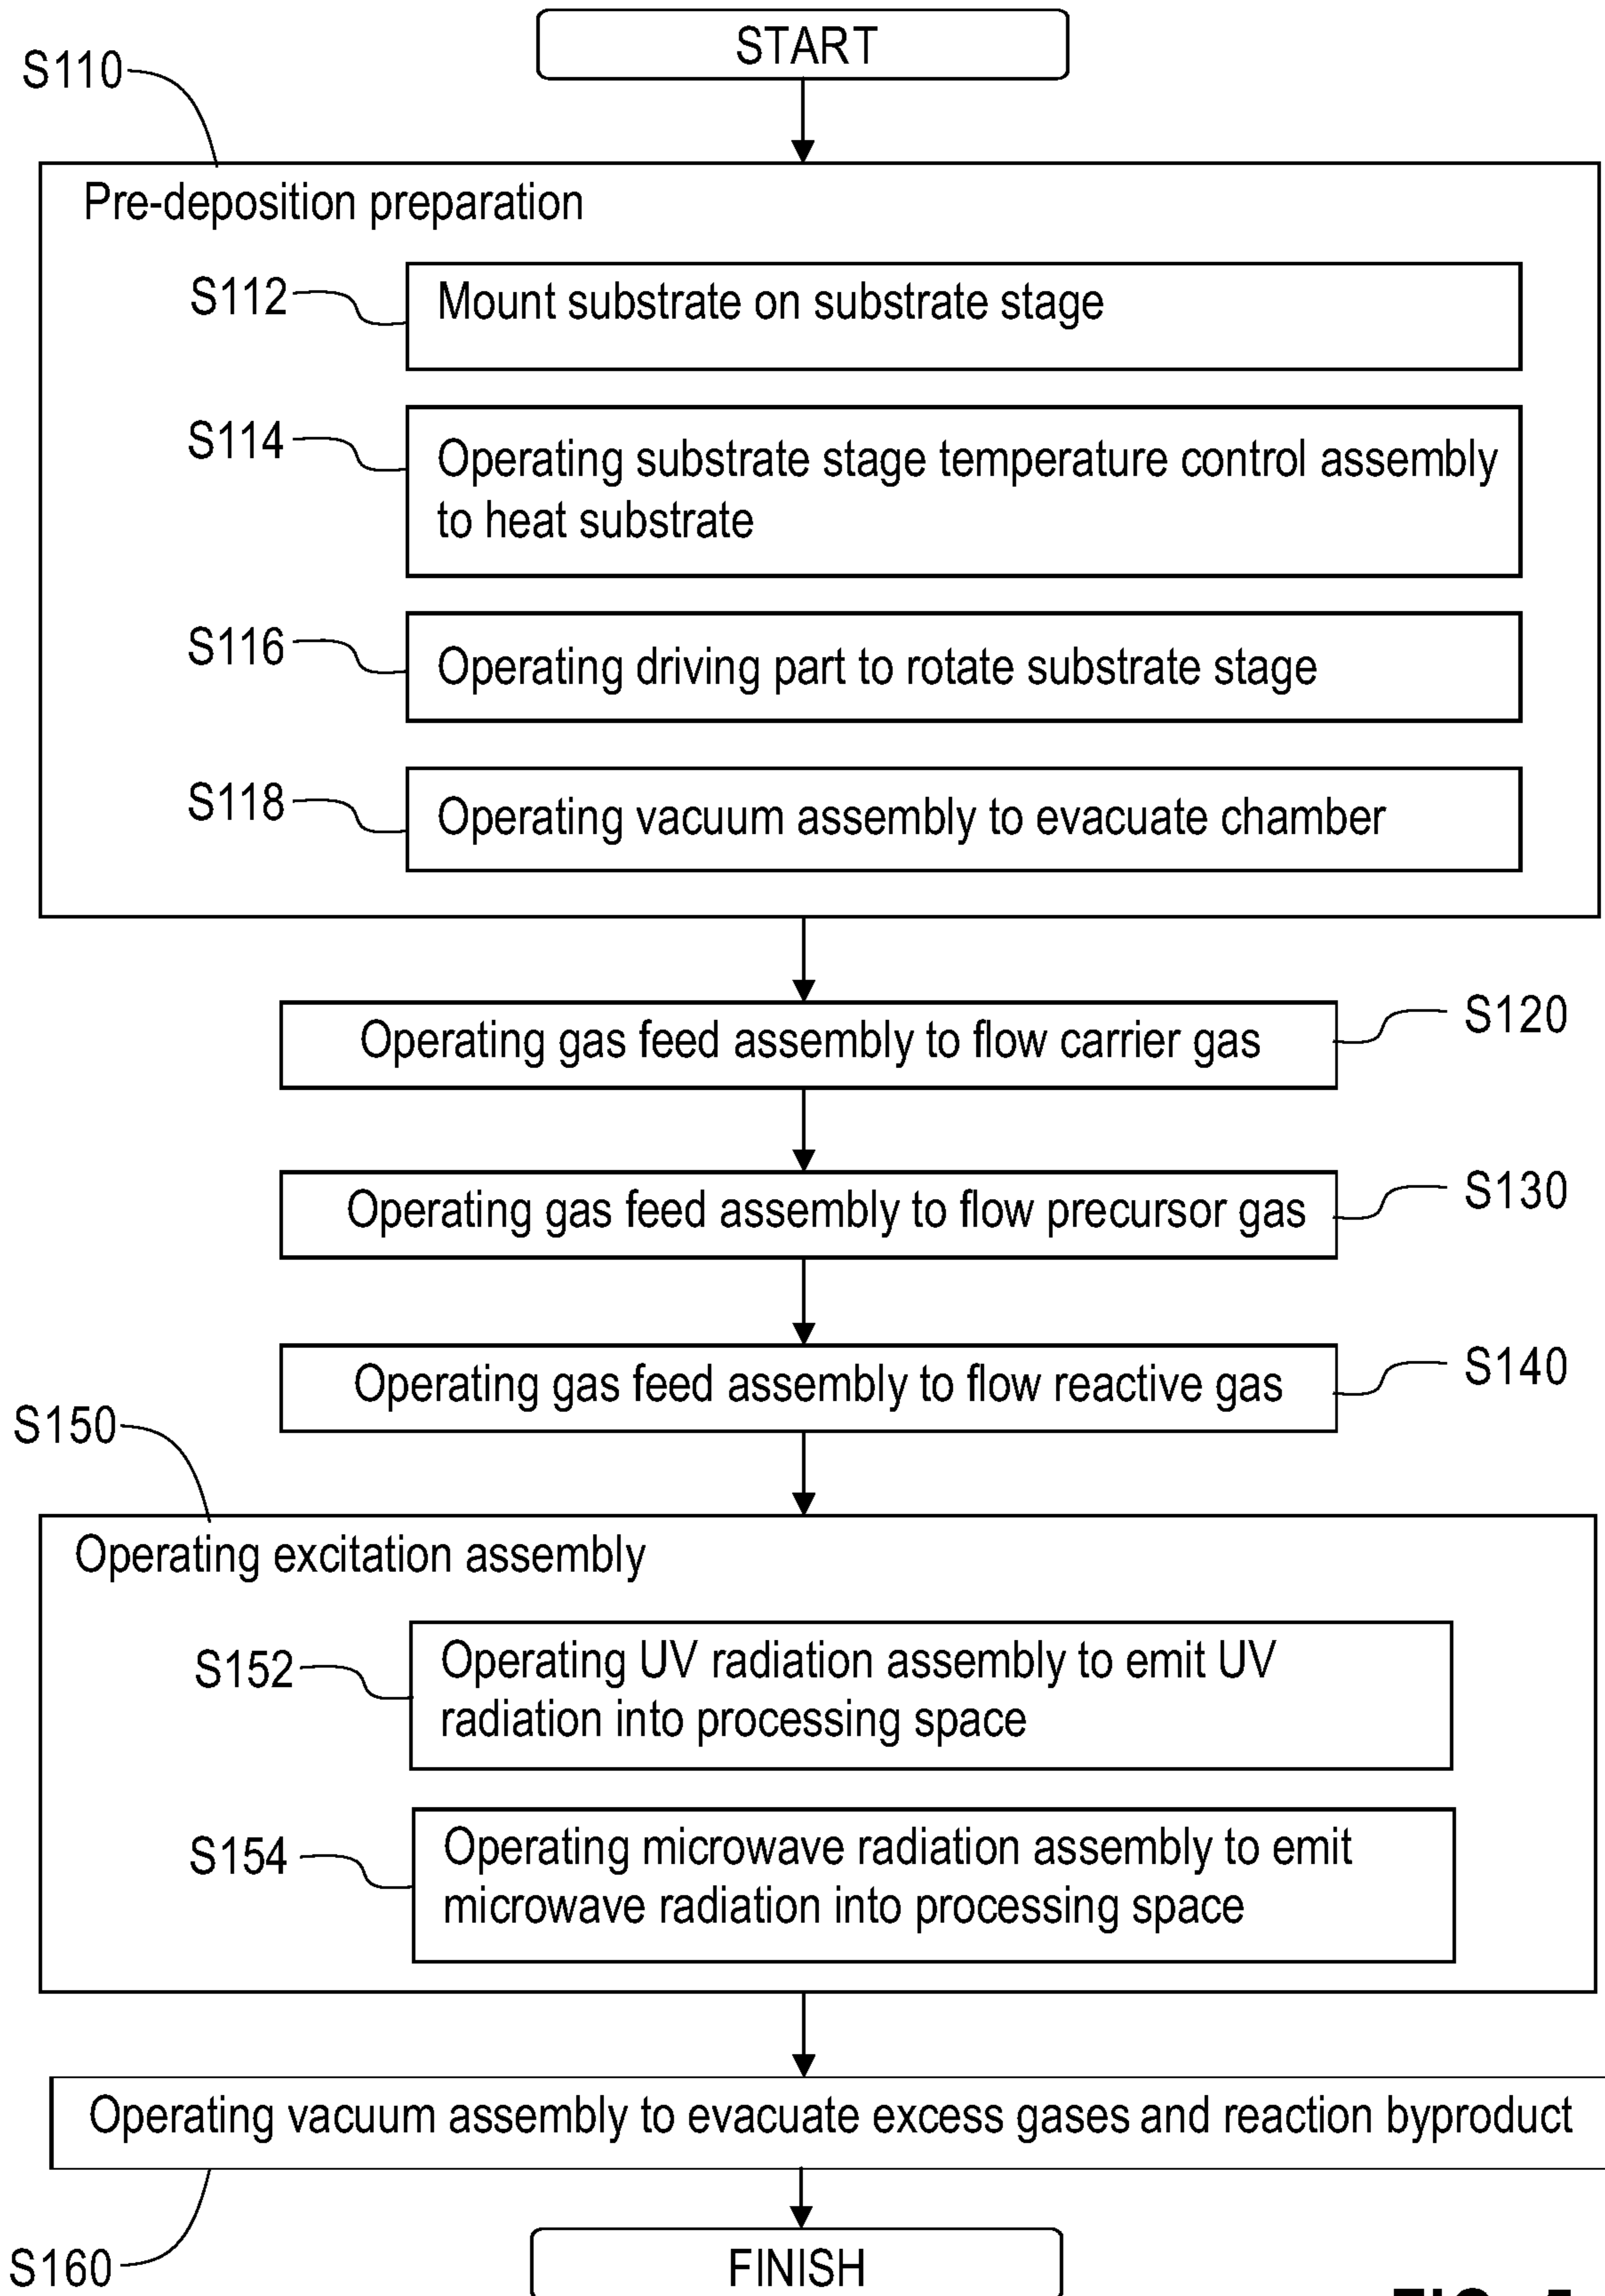 START
S110
Pre-deposition preparation
S112
Mount substrate on substrate stage
S114
Operating substrate stage temperature control assembly
to heat substrate
S116
Operating driving part to rotate substrate stage
S118
Operating vacuum assembly to evacuate chamber
Operating gas feed assembly to flow carrier gas
S120
Operating gas feed assembly to flow precursor gas
S130
Operating gas feed assembly to flow reactive gas
S140
S150
Operating excitation assembly
S152
Operating UV radiation assembly to emit UV
radiation into processing space
S154
Operating microwave radiation assembly to emit
microwave radiation into processing space
Operating vacuum assembly to evacuate excess gases and reaction byproduct
S160
FINISH